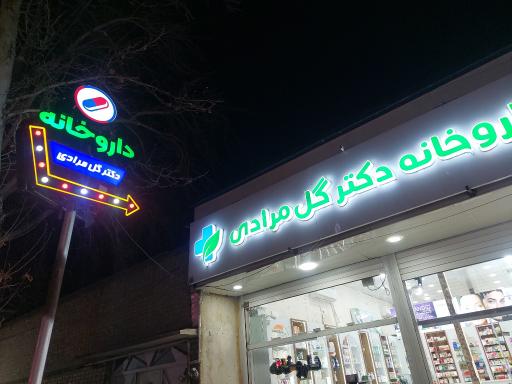 داروخانه
دکتر گل مرادی
داروخانه دکتر گل مرادی